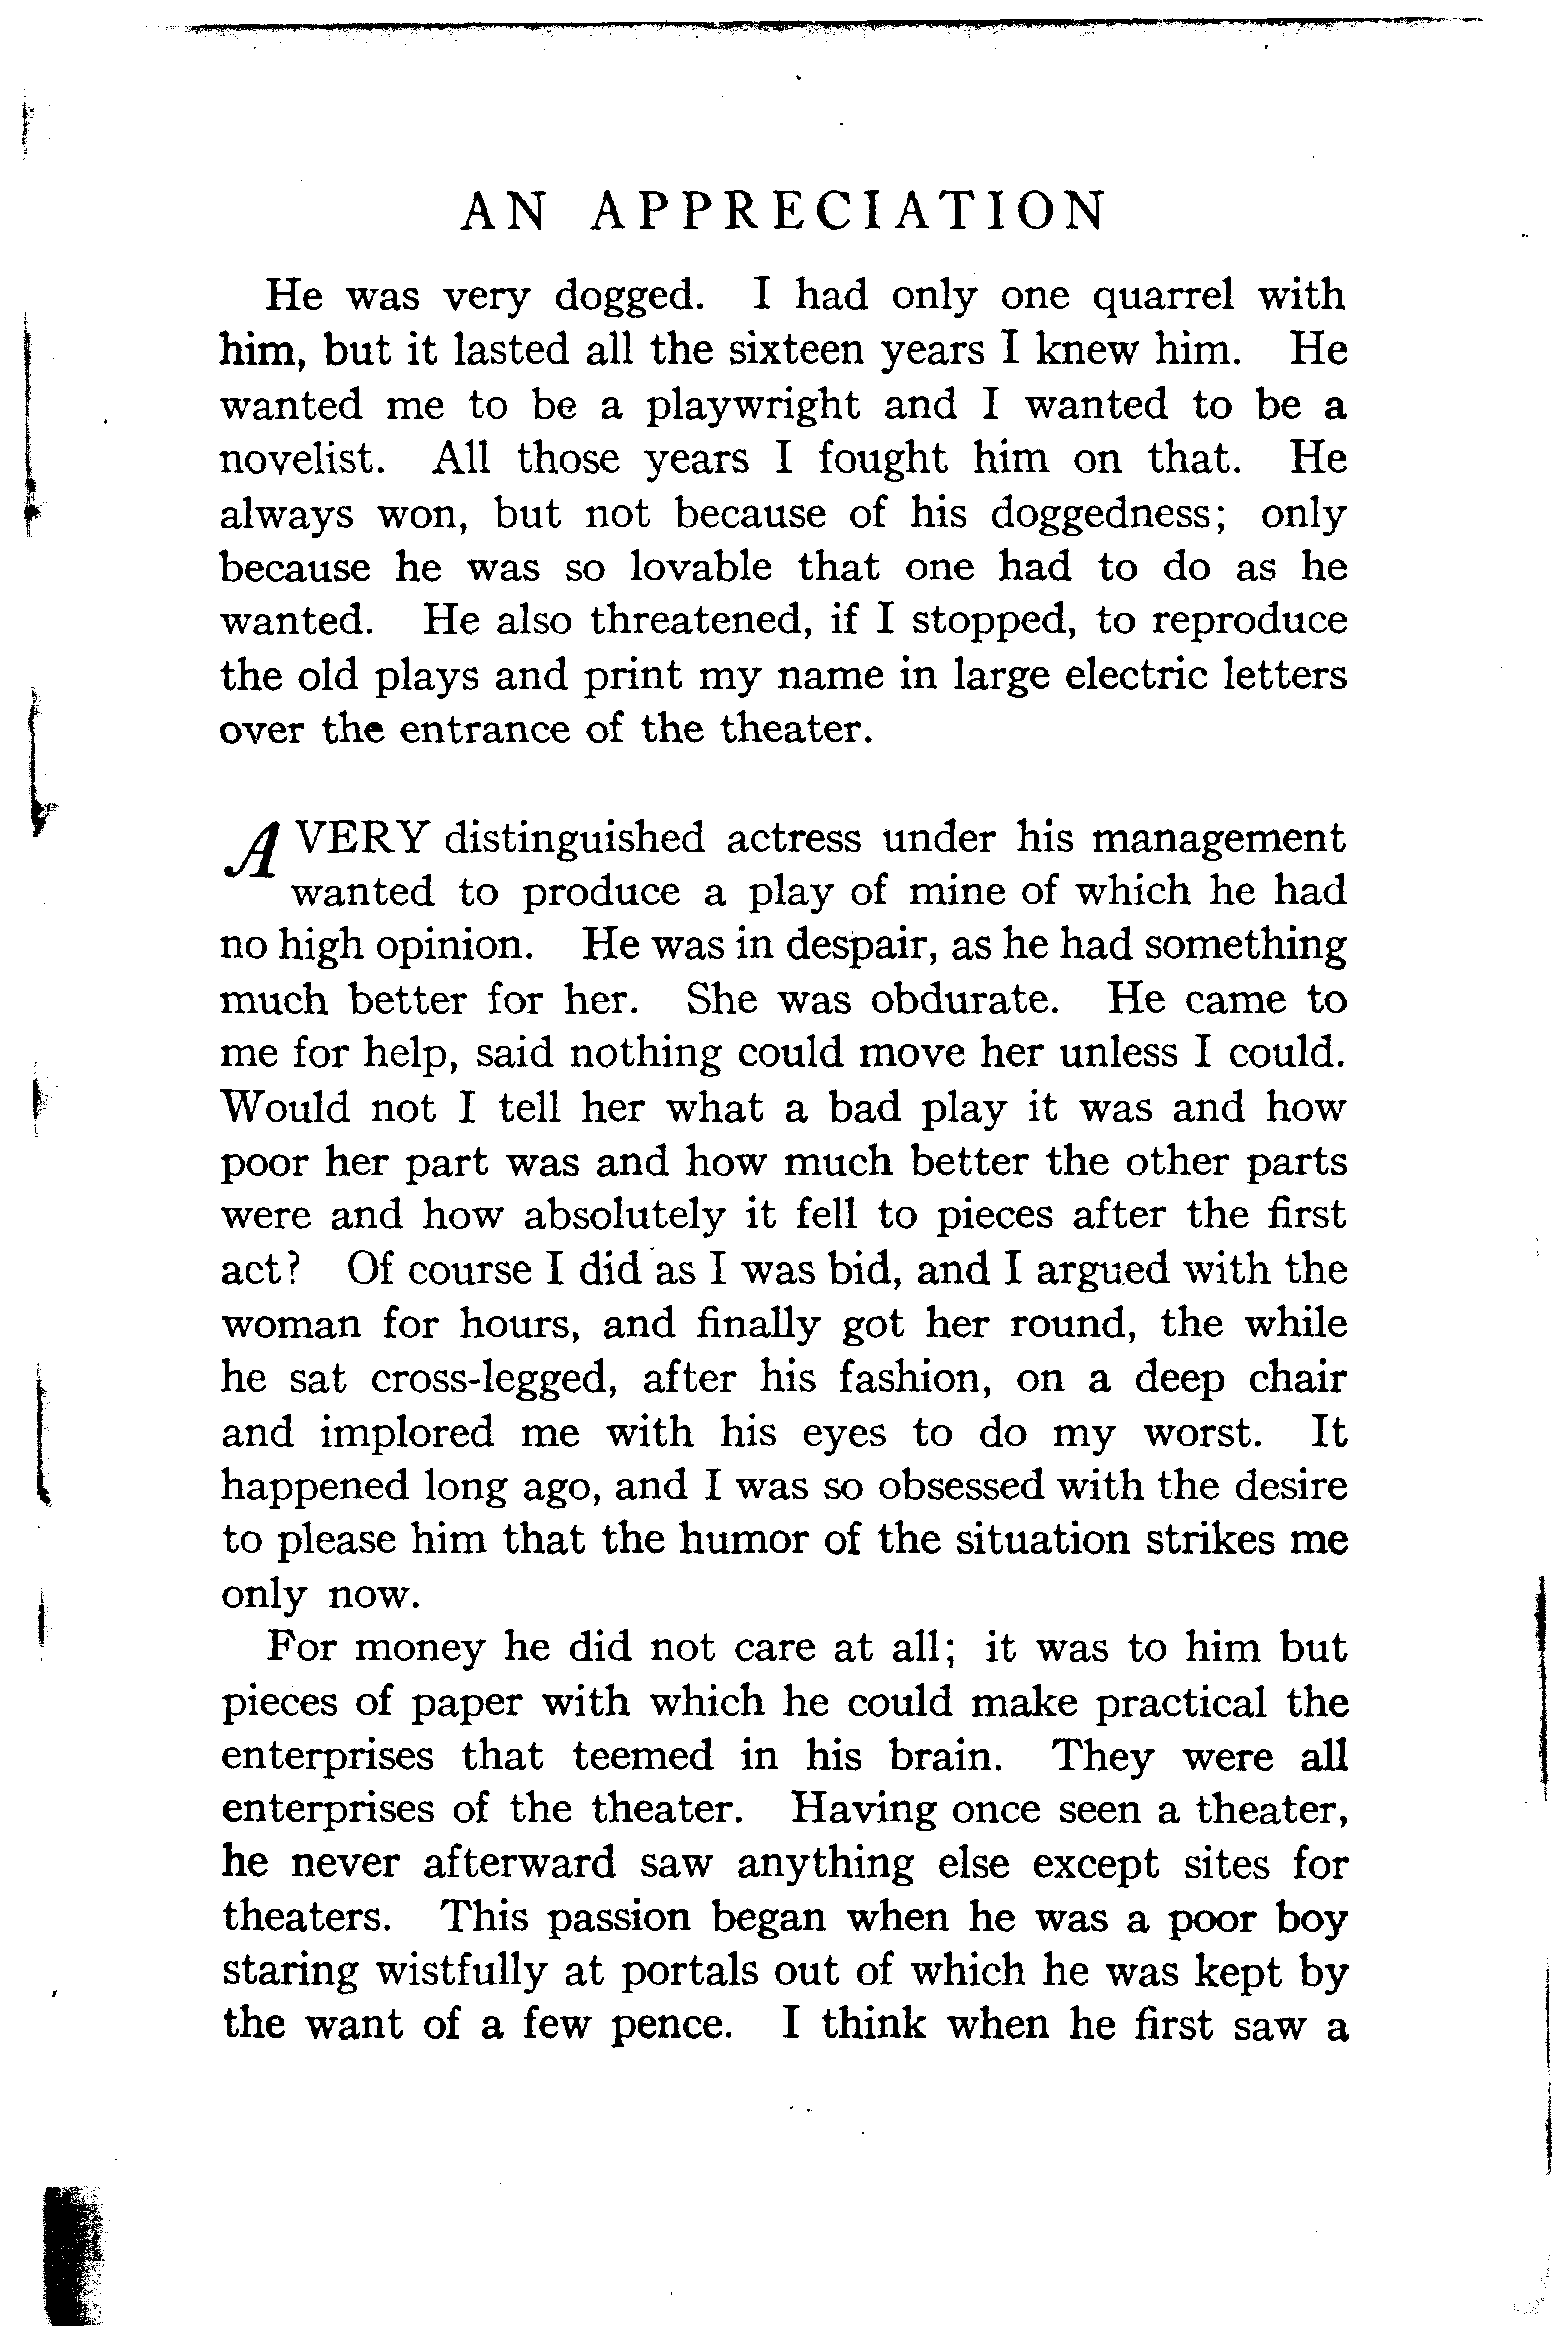 AN APPRECIATION
He was very dogged. I had only one quarrel with
him, but it lasted all the sixteen years I knew him. He
wanted me to be a playwright and I wanted to be a
novelist. All those years I fought him on that. He
always won, but not because of his doggedness; only
because he was so lovable that one had to do as he
wanted. He also threatened, if I stopped, to reproduce
the old plays and print my name in large electric letters
over the entrance of the theater.
A VERY distinguished actress under his management
wanted to produce a play of mine of which he had
no high opinion. He was in despair, as he had something
much better for her. She was obdurate. He came to
me for help, said nothing could move her unless I could.
Would not I tell her what a bad play it was and how
poor her part was and how much better the other parts
were and how absolutely it fell to pieces after the first
act? Of course I did as I was bid, and I argued with the
woman for hours, and finally got her round, the while
he sat cross-legged, after his fashion, on a deep chair
and implored me with his eyes to do my worst. It
happened long ago, and I was so obsessed with the desire
to please him that the humor of the situation strikes me
only now.
For money he did not care at all; it was to him but
pieces of paper with which he could make practical the
enterprises that teemed in his brain. They were all
enterprises of the theater. Having once seen a theater,
he never afterward saw anything else except sites for
theaters. This passion began when he was a poor boy
staring wistfully at portals out of which he was kept by
the want of a few pence. I think when he first saw a